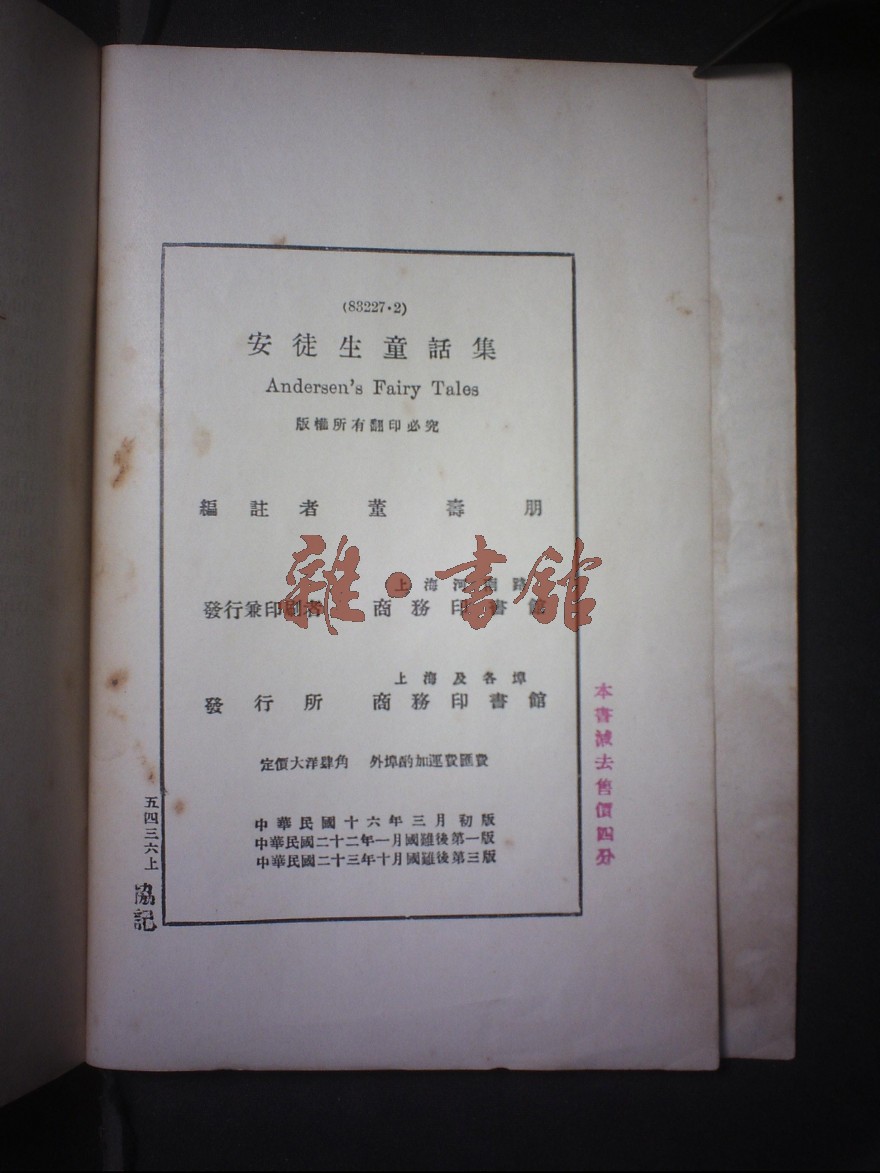 (83227·2)
安徒生童話集
Andersen's Fairy Tales
版權所有翻印必究
編註者 董壽朋
上海河南路
發行兼印刷者 商務印書館
雜·書館
上海及各埠
發行所 商務印書館
定價大洋肆角 外埠酌加運費匯費
中華民國十六年三月初版
中華民國二十二年一月國難後第一版
中華民國二十三年十月國難後第三版
五四三六上
協記
本書減去售價四分